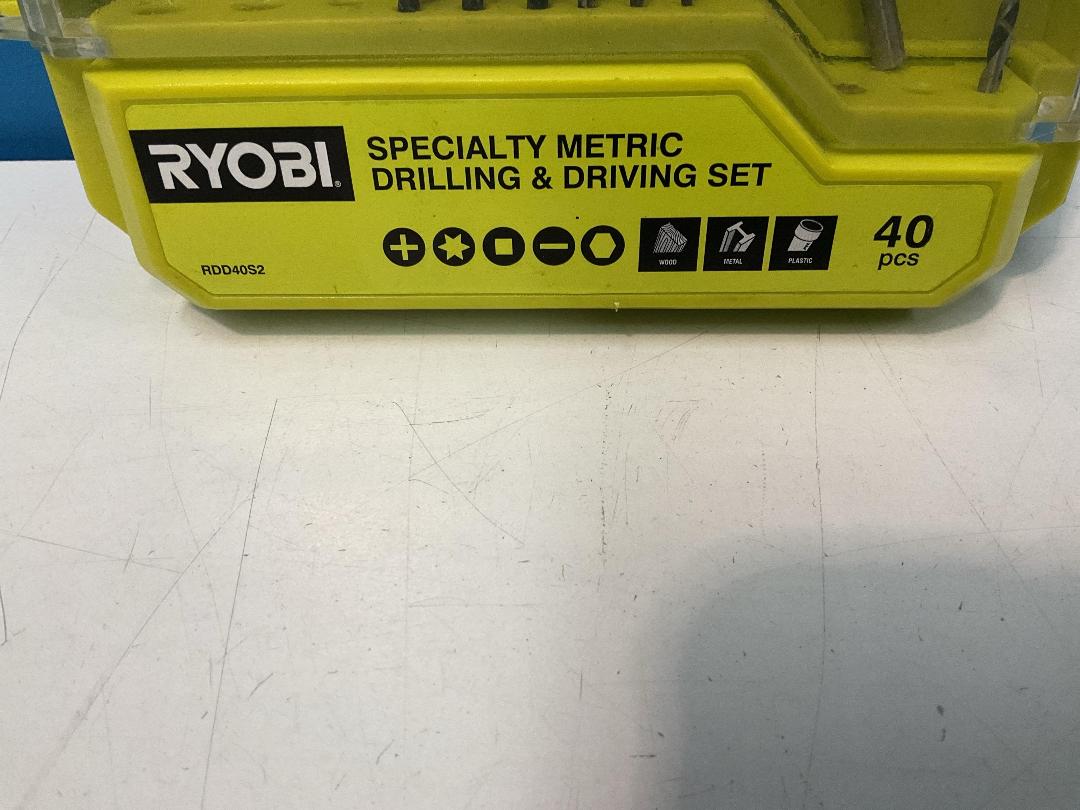 RYOBI®
SPECIALTY METRIC
DRILLING & DRIVING SET
RDD40S2
WOOD
METAL
PLASTIC
40
pcs